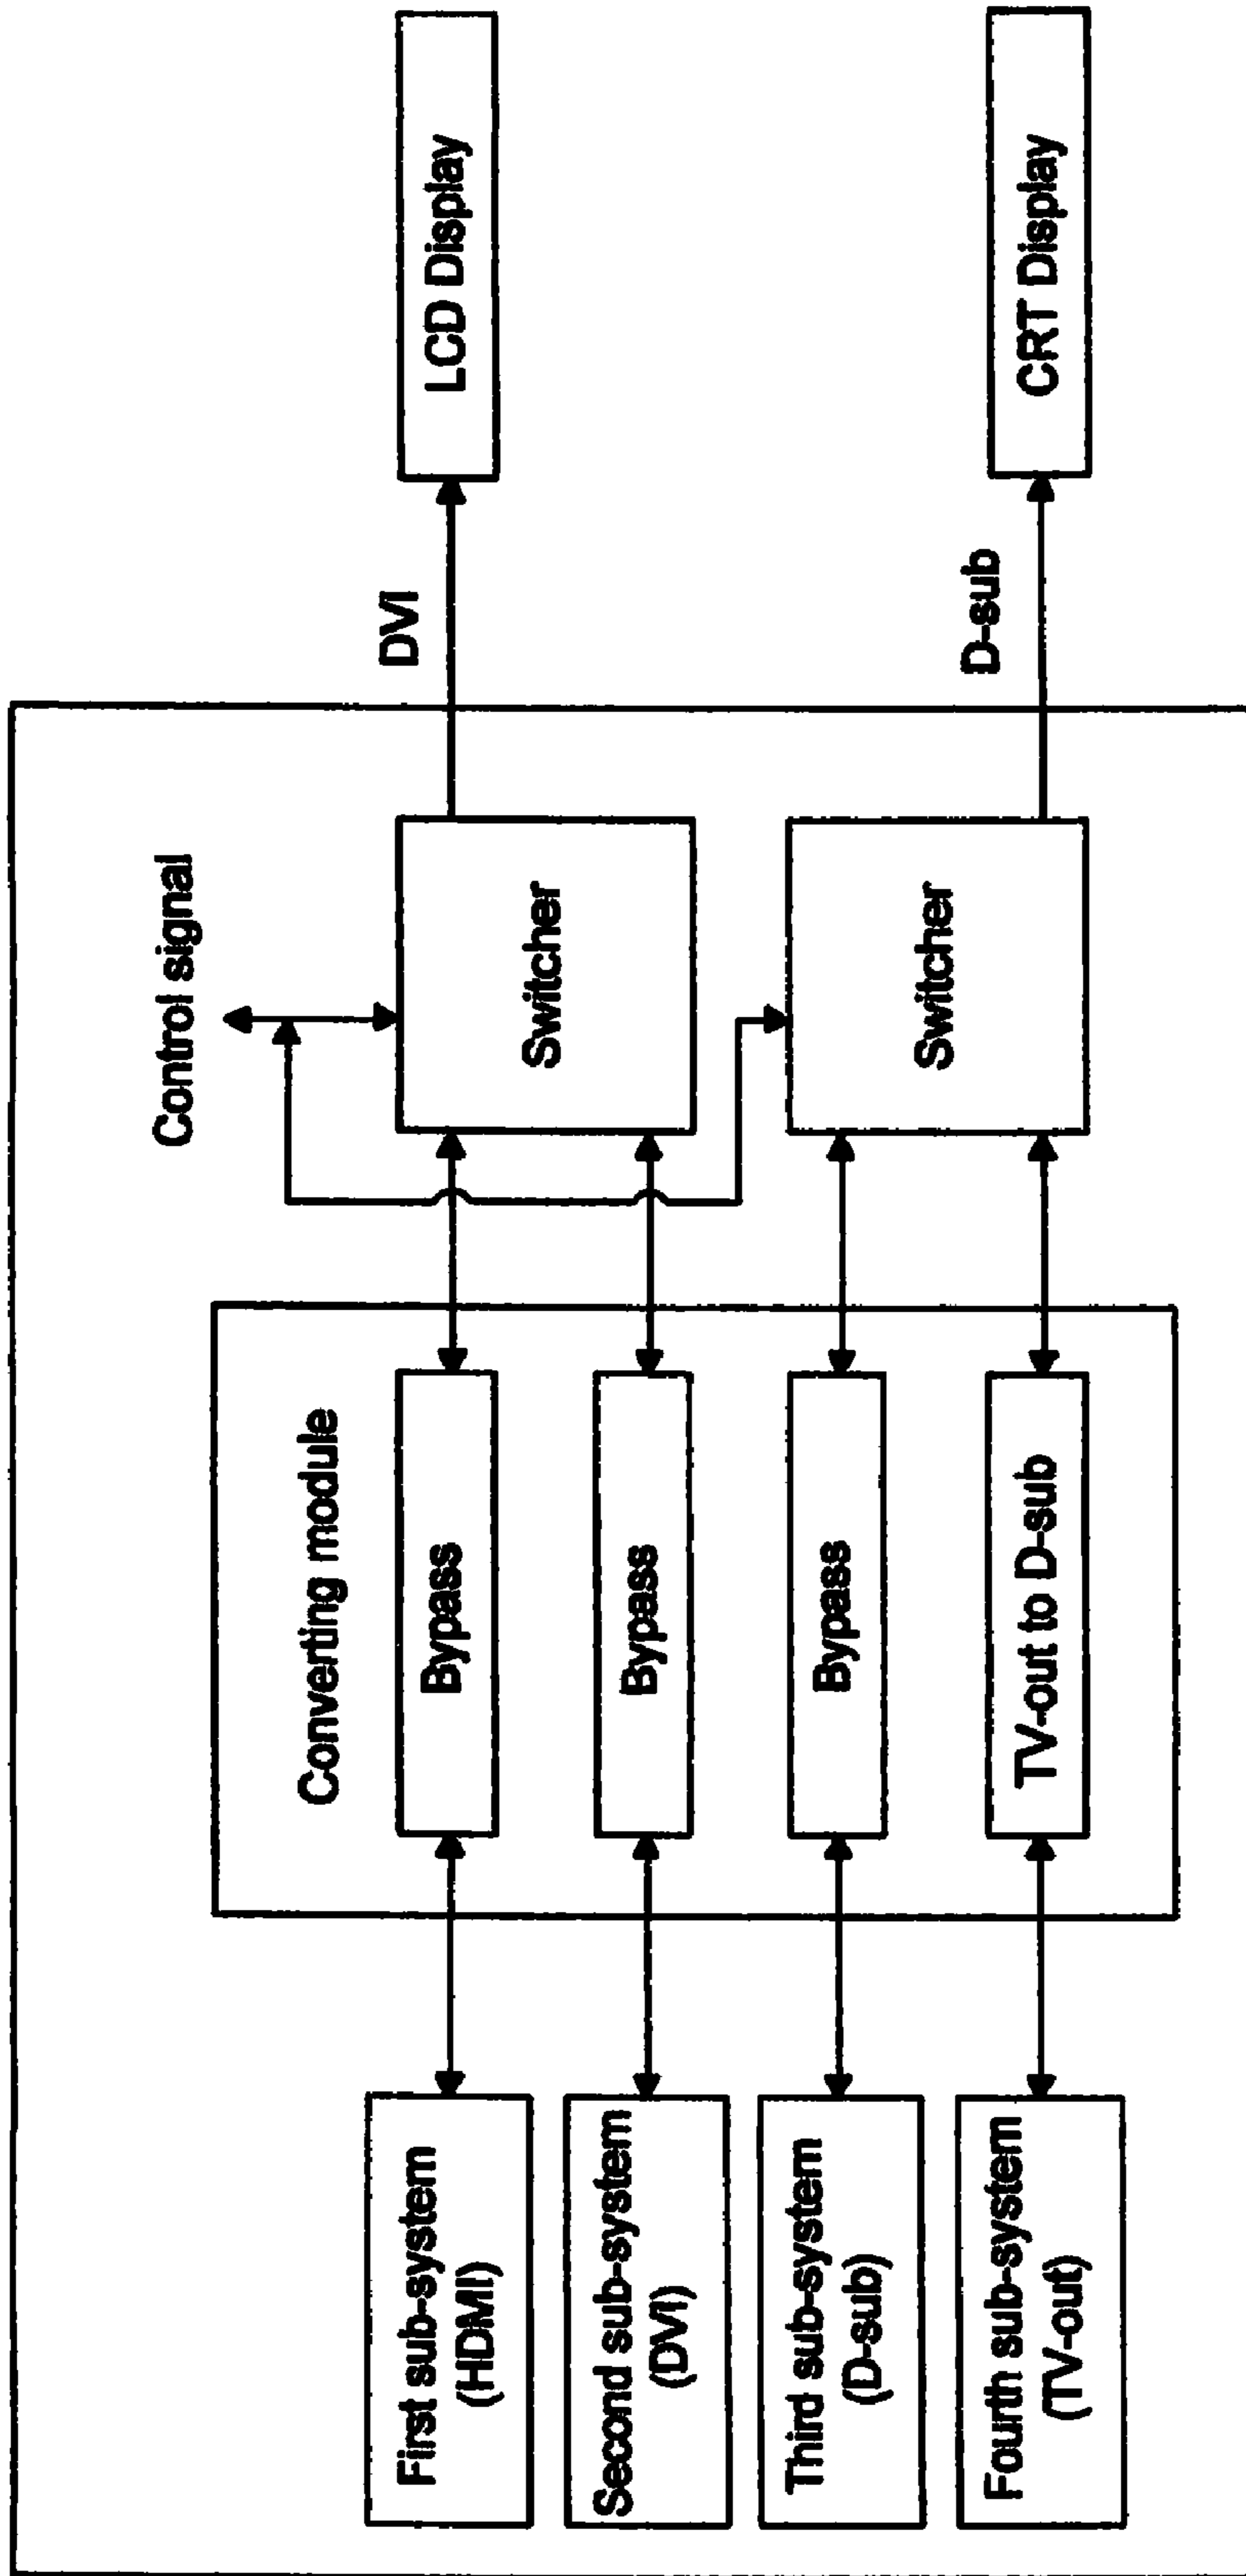 Control signal
Converting module
First sub-system
(HDMI)
Bypass
Switcher
DVI
LCD Display
Second sub-system
(DVI)
Bypass
Third sub-system
(D-sub)
Bypass
Switcher
D-sub
CRT Display
Fourth sub-system
(TV-out)
TV-out to D-sub